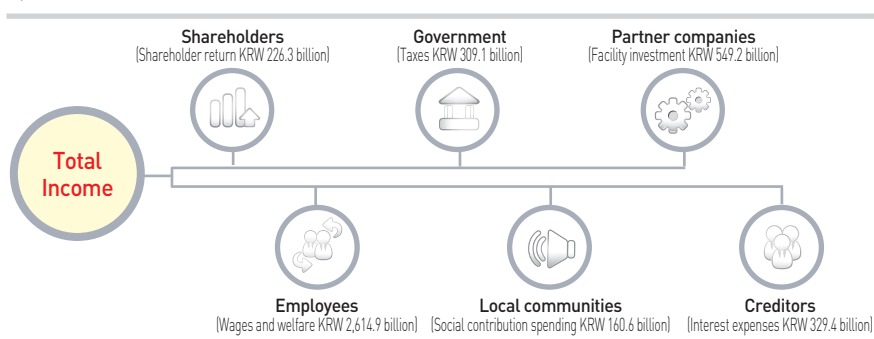 Shareholders
(Shareholder return KRW 226.3 billion)
Government
(Taxes KRW 309.1 billion)
Partner companies
(Facility investment KRW 549.2 billion)
Total
Income
Employees
(Wages and welfare KRW 2,614.9 billion)
Local communities
(Social contribution spending KRW 160.6 billion)
Creditors
(Interest expenses KRW 329.4 billion)